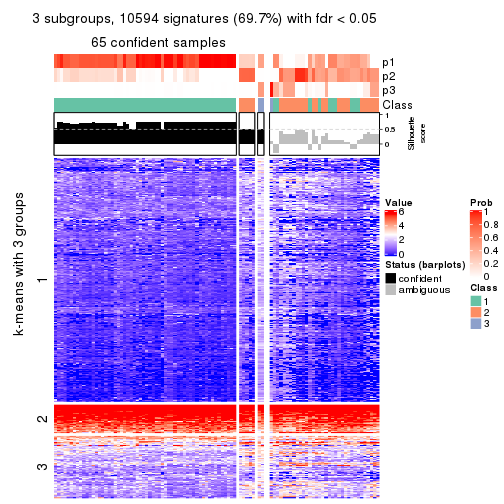 3 subgroups, 10594 signatures (69.7%) with fdr < 0.05
65 confident samples
p1
p2
p3
Class
1
0.5
0
Silhouette
score
k-means with 3 groups
1
2
3
Value
6
4
2
0
Status (barplots)
confident
ambiguous
Prob
1
0.8
0.6
0.4
0.2
0
Class
1
2
3